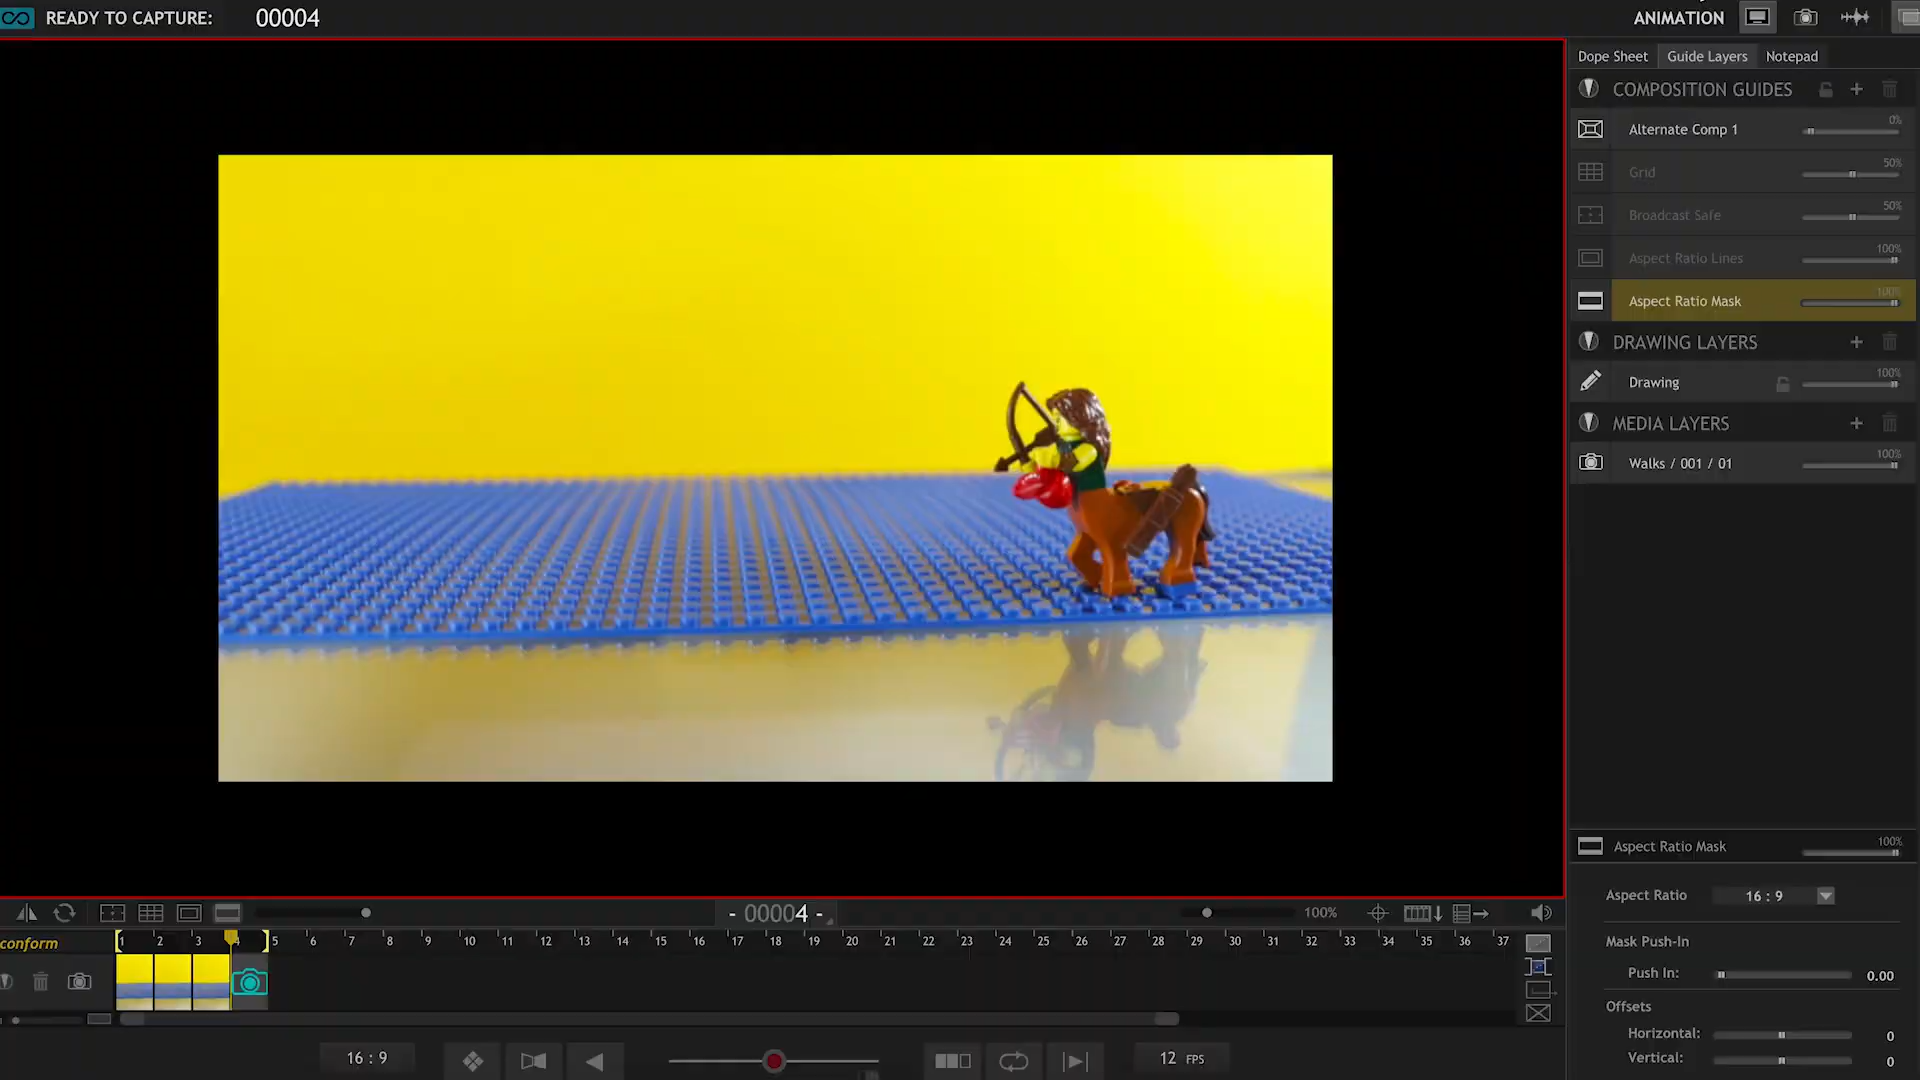 READY TO CAPTURE: 00004
ANIMATION
Dope Sheet Guide Layers Notepad
COMPOSITION GUIDES
Alternate Comp 1 0%
Grid 50%
Broadcast Safe 50%
Aspect Ratio Lines 100%
Aspect Ratio Mask 100%
DRAWING LAYERS
Drawing 100%
MEDIA LAYERS
Walks / 001 / 01 100%
Aspect Ratio Mask 100%
Aspect Ratio 16 : 9
Mask Push-In
Push In: 0.00
Offsets
Horizontal: 0
Vertical: 0
- 00004 - 100%
conform 1 2 3 4 5 6 7 8 9 10 11 12 13 14 15 16 17 18 19 20 21 22 23 24 25 26 27 28 29 30 31 32 33 34 35 36 37
16 : 9 12 FPS